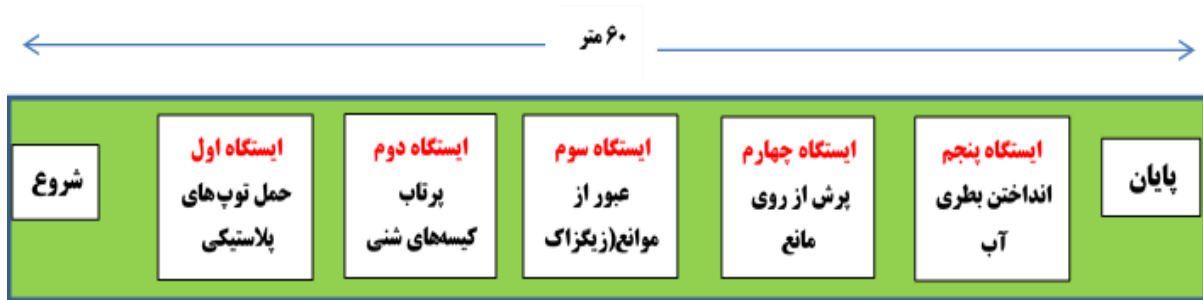 ۶۰ متر
شروع
ایستگاه اول
حمل توپ‌های
پلاستیکی
ایستگاه دوم
پرتاب
کیسه‌های شنی
ایستگاه سوم
عبور از
موانع(زیگزاک
ایستگاه چهارم
پرش از روی
مانع
ایستگاه پنجم
انداختن بطری
آب
پایان